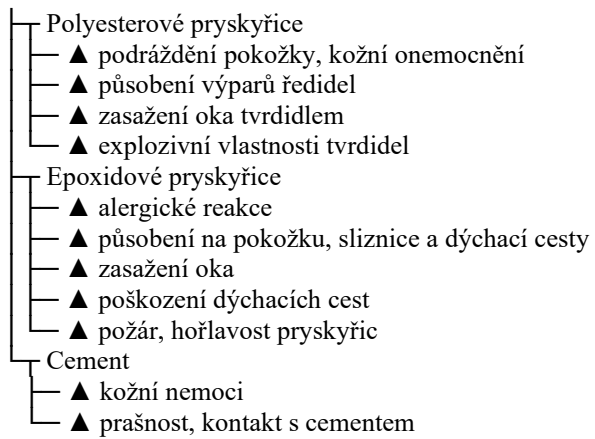 Polyesterové pryskyřice
▲ podráždění pokožky, kožní onemocnění
▲ působení výparů ředidel
▲ zasažení oka tvrdidlem
▲ explozivní vlastnosti tvrdidel
Epoxidové pryskyřice
▲ alergické reakce
▲ působení na pokožku, sliznice a dýchací cesty
▲ zasažení oka
▲ poškození dýchacích cest
▲ požár, hořlavost pryskyřic
Cement
▲ kožní nemoci
▲ prašnost, kontakt s cementem